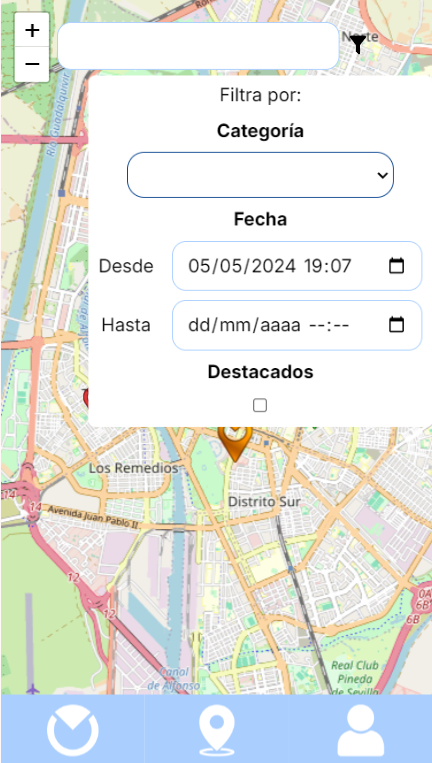 +
−
Norte
Río Guadalquivir
Filtra por:
Categoría
Fecha
Desde
05/05/2024 19:07
Hasta
dd/mm/aaaa --:--
Destacados
Los Remedios
Distrito Sur
14
14
Avenida Juan Pablo II
12
12
0A
6B
6B
Canal
de Alfonso
Real Club
Pineda
de Sevilla